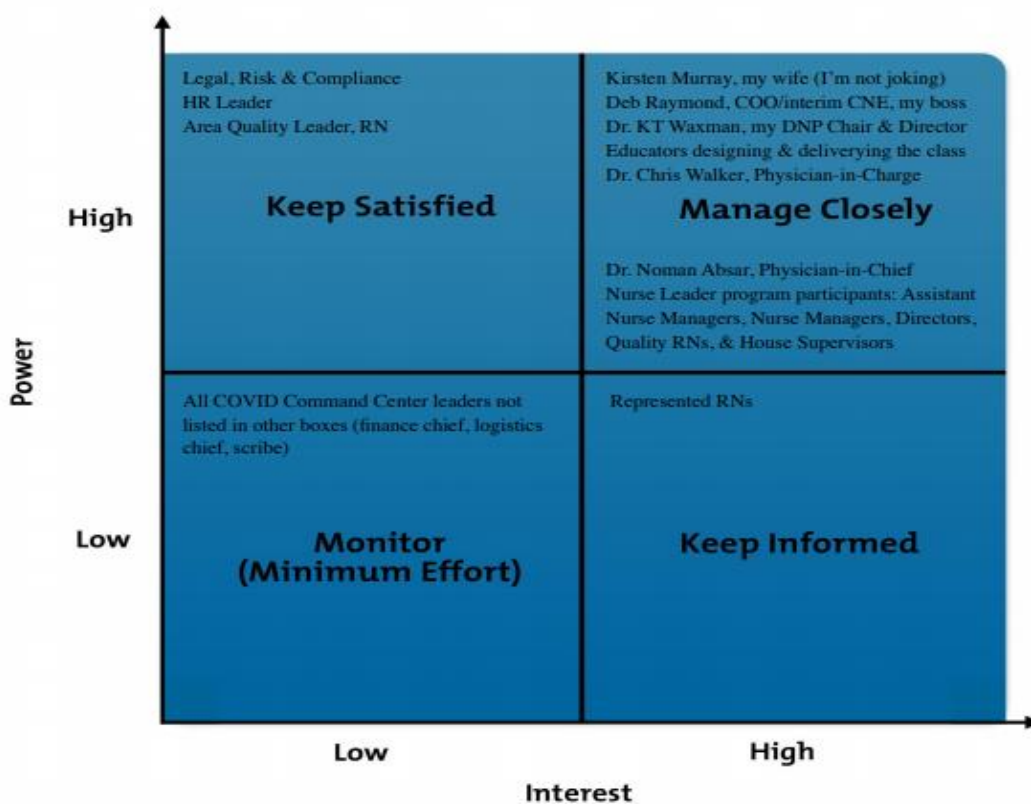 Legal, Risk & Compliance
HR Leader
Area Quality Leader, RN
Keep Satisfied
Kirsten Murray, my wife (I'm not joking)
Deb Raymond, COO/interim CNE, my boss
Dr. KT Waxman, my DNP Chair & Director
Educators designing & deliverying the class
Dr. Chris Walker, Physician-in-Charge
Manage Closely
Dr. Noman Absar, Physician-in-Chief
Nurse Leader program participants: Assistant
Nurse Managers, Nurse Managers, Directors,
Quality RNs, & House Supervisors
High
Power
All COVID Command Center leaders not
listed in other boxes (finance chief, logistics
chief, scribe)
Monitor
(Minimum Effort)
Represented RNs
Keep Informed
Low
Low
High
Interest